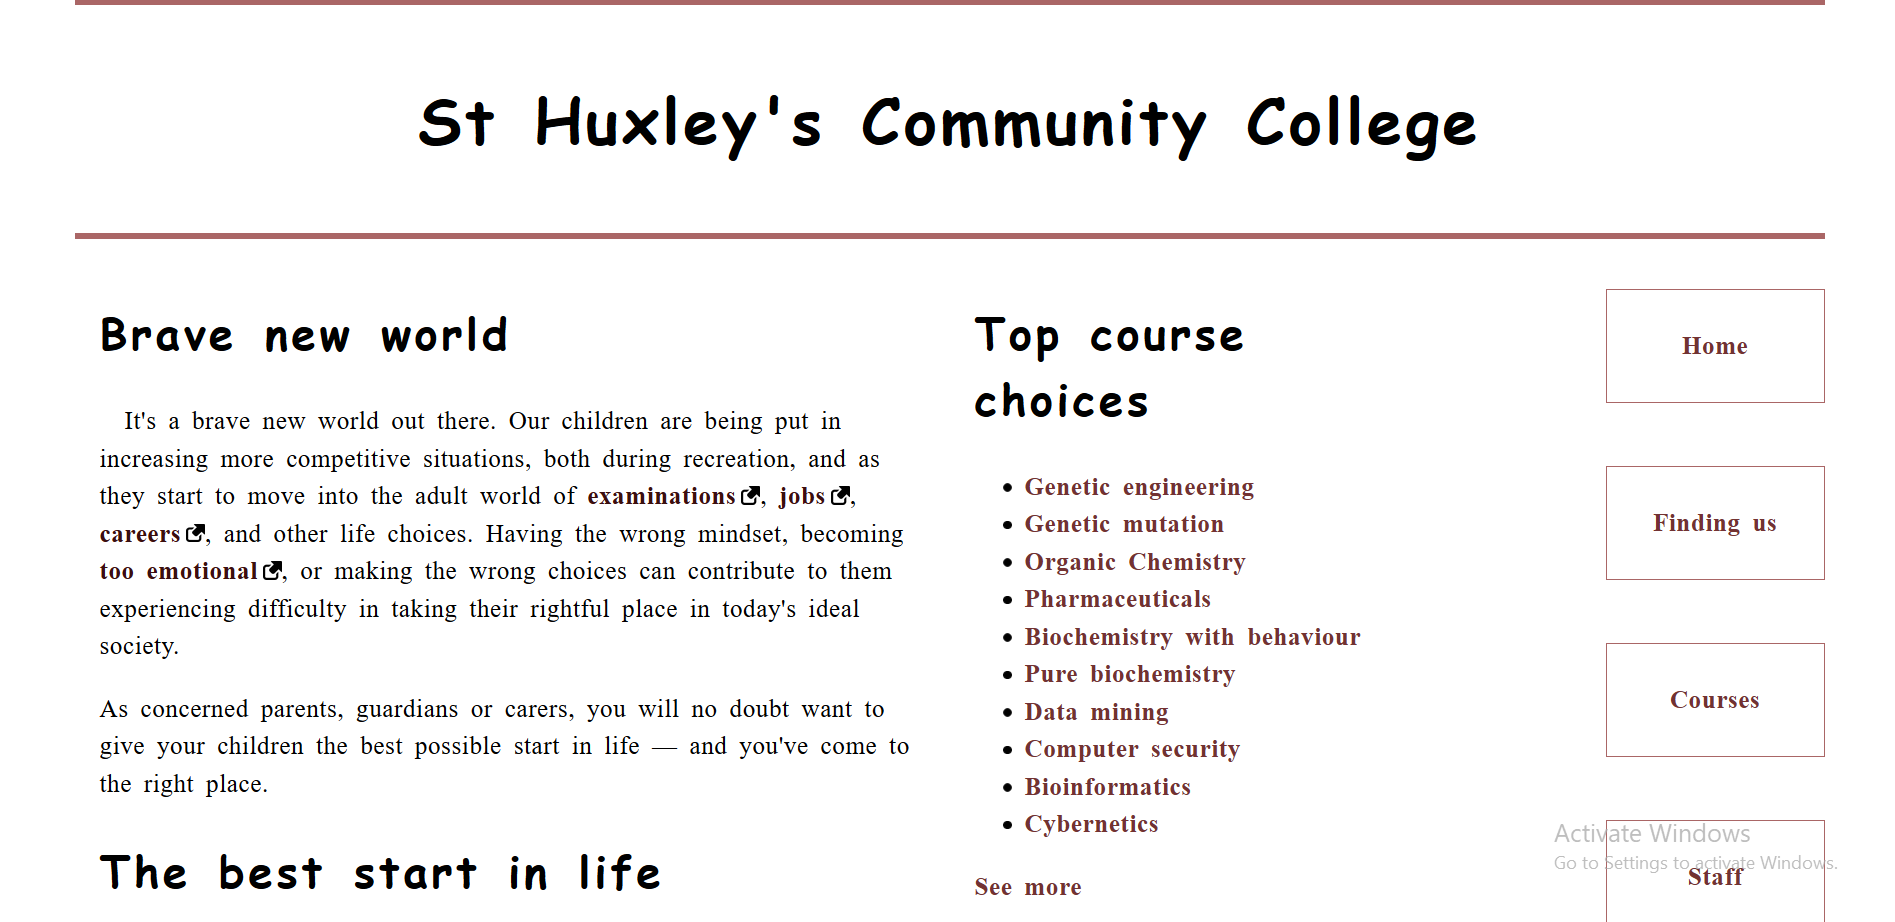 St Huxley's Community College
Brave new world
It's a brave new world out there. Our children are being put in
increasing more competitive situations, both during recreation, and as
they start to move into the adult world of examinations, jobs,
careers, and other life choices. Having the wrong mindset, becoming
too emotional, or making the wrong choices can contribute to them
experiencing difficulty in taking their rightful place in today's ideal
society.
As concerned parents, guardians or carers, you will no doubt want to
give your children the best possible start in life — and you've come to
the right place.
The best start in life
Top course
choices
Genetic engineering
Genetic mutation
Organic Chemistry
Pharmaceuticals
Biochemistry with behaviour
Pure biochemistry
Data mining
Computer security
Bioinformatics
Cybernetics
See more
Home
Finding us
Courses
Staff
Activate Windows
Go to Settings to activate Windows.